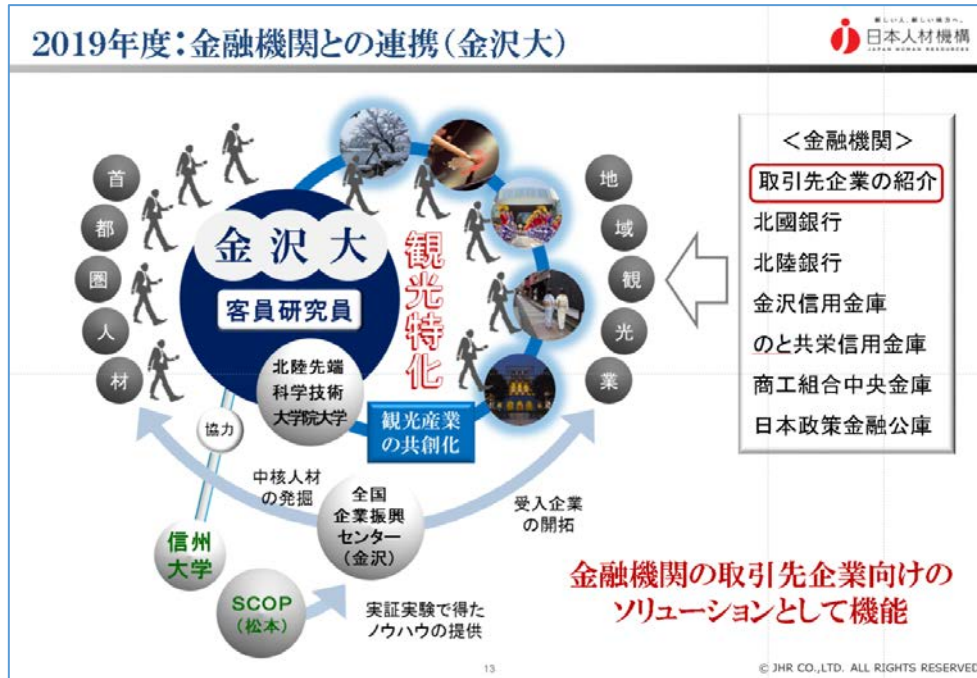 2019年度：金融機関との連携（金沢大）
新しい人、新しい地方へ。
日本人材機構
JAPAN HUMAN RESOURCES
首
都
圏
人
材
金沢大
客員研究員
北陸先端
科学技術
大学院大学
観光特化
観光産業
の共創化
地
域
観
光
業
＜金融機関＞
取引先企業の紹介
北國銀行
北陸銀行
金沢信用金庫
のと共栄信用金庫
商工組合中央金庫
日本政策金融公庫
協力
中核人材
の発掘
全国
企業振興
センター
（金沢）
受入企業
の開拓
信州
大学
SCOP
（松本）
実証実験で得た
ノウハウの提供
金融機関の取引先企業向けの
ソリューションとして機能
13
© JHR CO.,LTD. ALL RIGHTS RESERVED